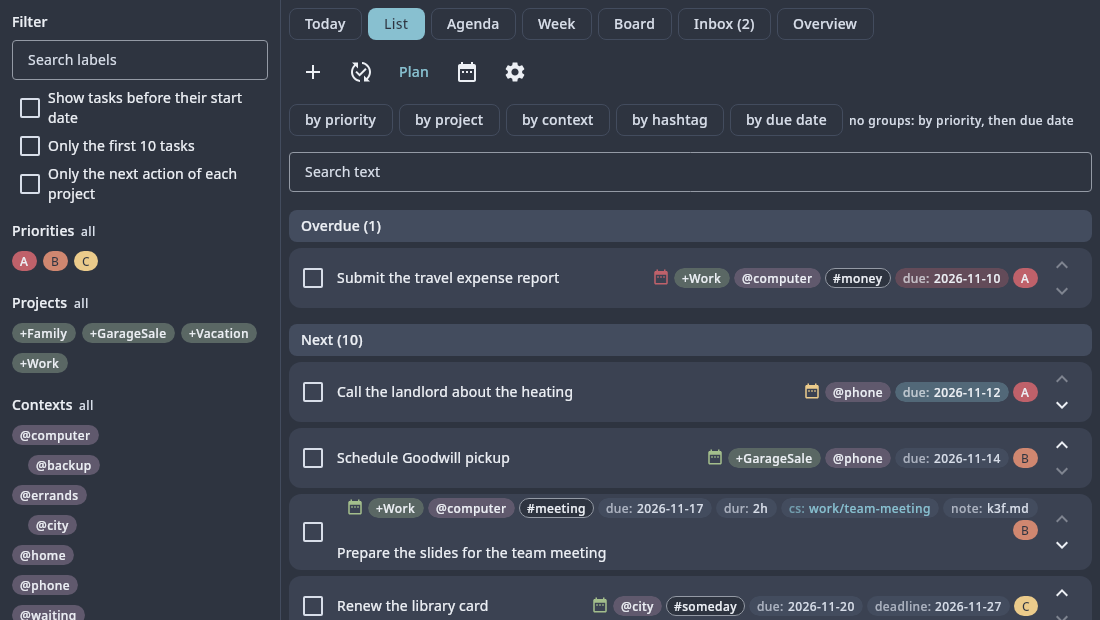 Filter
Search labels
Show tasks before their start
date
Only the first 10 tasks
Only the next action of each
project
Priorities all
A B C
Projects all
+Family +GarageSale +Vacation
+Work
Contexts all
@computer
@backup
@errands
@city
@home
@phone
@waiting
Today List Agenda Week Board Inbox (2) Overview
Plan
by priority by project by context by hashtag by due date no groups: by priority, then due date
Search text
Overdue (1)
Submit the travel expense report +Work @computer #money due: 2026-11-10 A
Next (10)
Call the landlord about the heating @phone due: 2026-11-12 A
Schedule Goodwill pickup +GarageSale @phone due: 2026-11-14 B
+Work @computer #meeting due: 2026-11-17 dur: 2h cs: work/team-meeting note: k3f.md
B
Prepare the slides for the team meeting
Renew the library card @city #someday due: 2026-11-20 deadline: 2026-11-27 C